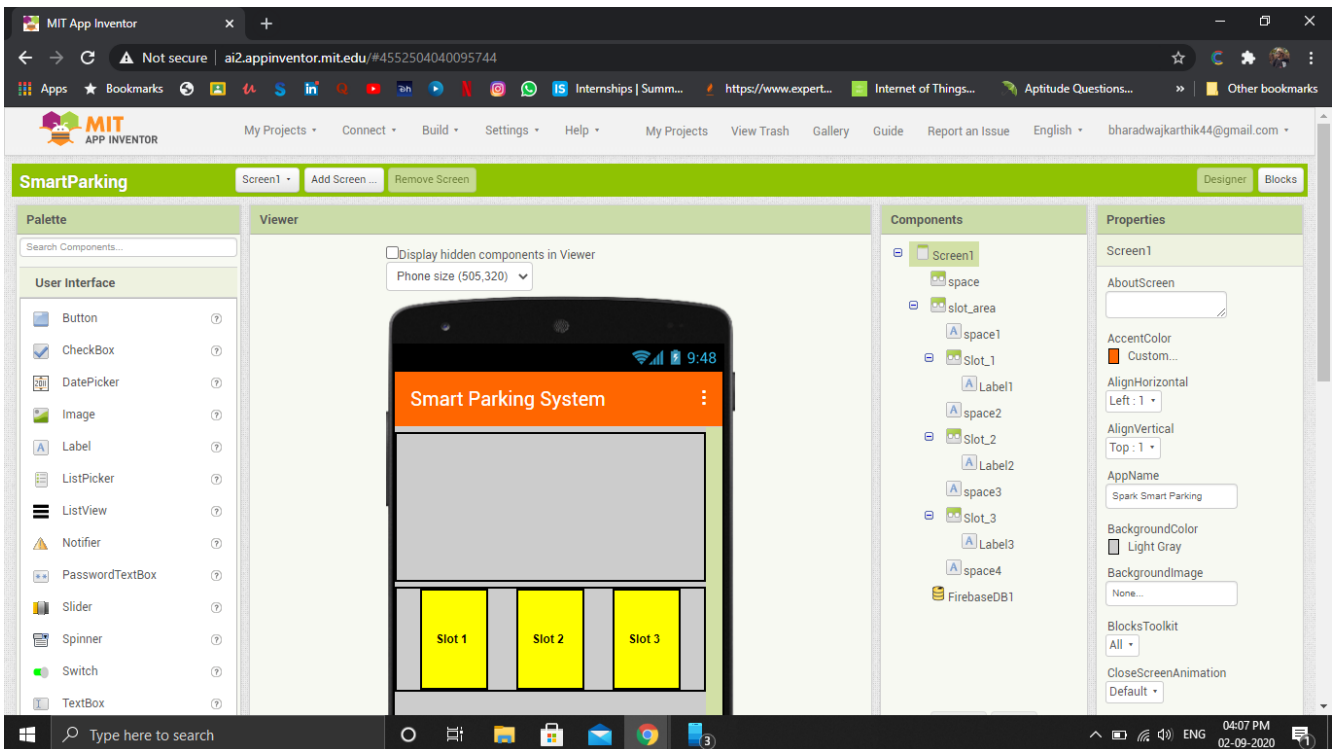 MIT App Inventor
Not secure ai2.appinventor.mit.edu/#4552504040095744
Apps Bookmarks Internships | Summ... https://www.expert... Internet of Things... Aptitude Questions... » Other bookmarks
MIT
APP INVENTOR
My Projects Connect Build Settings Help My Projects View Trash Gallery Guide Report an Issue English bharadwajkarthik44@gmail.com
SmartParking Screen1 Add Screen ... Remove Screen Designer Blocks
Palette
Search Components...
User Interface
Button
CheckBox
DatePicker
Image
Label
ListPicker
ListView
Notifier
PasswordTextBox
Slider
Spinner
Switch
TextBox
Viewer
Display hidden components in Viewer
Phone size (505,320)
9:48
Smart Parking System
Slot 1 Slot 2 Slot 3
Components
Screen1
space
slot_area
space1
Slot_1
Label1
space2
Slot_2
Label2
space3
Slot_3
Label3
space4
FirebaseDB1
Properties
Screen1
AboutScreen
AccentColor
Custom...
AlignHorizontal
Left : 1
AlignVertical
Top : 1
AppName
Spark Smart Parking
BackgroundColor
Light Gray
BackgroundImage
None...
BlocksToolkit
All
CloseScreenAnimation
Default
Type here to search
ENG
04:07 PM
02-09-2020